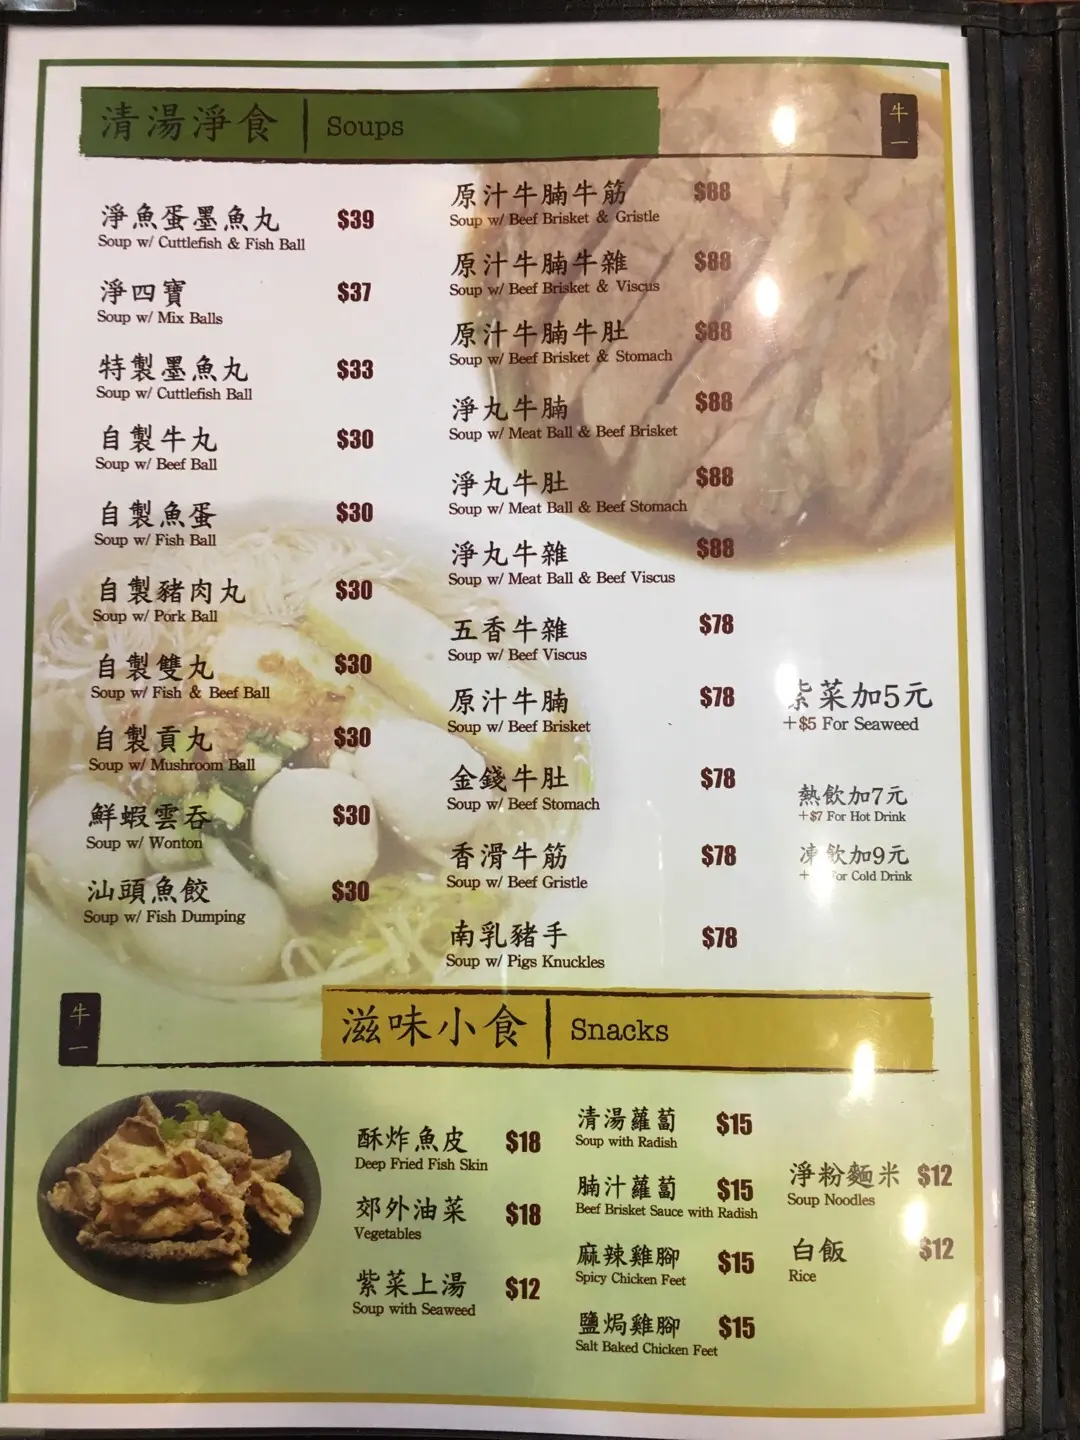 清湯淨食 | Soups
牛一
淨魚蛋墨魚丸 $39
Soup w/ Cuttlefish & Fish Ball
淨四寶 $37
Soup w/ Mix Balls
特製墨魚丸 $33
Soup w/ Cuttlefish Ball
自製牛丸 $30
Soup w/ Beef Ball
自製魚蛋 $30
Soup w/ Fish Ball
自製豬肉丸 $30
Soup w/ Pork Ball
自製雙丸 $30
Soup w/ Fish & Beef Ball
自製貢丸 $30
Soup w/ Mushroom Ball
鮮蝦雲吞 $30
Soup w/ Wonton
汕頭魚餃 $30
Soup w/ Fish Dumping
原汁牛腩牛筋 $88
Soup w/ Beef Brisket & Gristle
原汁牛腩牛雜 $88
Soup w/ Beef Brisket & Viscus
原汁牛腩牛肚 $88
Soup w/ Beef Brisket & Stomach
淨丸牛腩 $88
Soup w/ Meat Ball & Beef Brisket
淨丸牛肚 $88
Soup w/ Meat Ball & Beef Stomach
淨丸牛雜 $88
Soup w/ Meat Ball & Beef Viscus
五香牛雜 $78
Soup w/ Beef Viscus
原汁牛腩 $78
Soup w/ Beef Brisket
金錢牛肚 $78
Soup w/ Beef Stomach
香滑牛筋 $78
Soup w/ Beef Gristle
南乳豬手 $78
Soup w/ Pigs Knuckles
紫菜加5元
+$5 For Seaweed
熱飲加7元
+$7 For Hot Drink
凍飲加9元
For Cold Drink
牛一
滋味小食 | Snacks
酥炸魚皮 $18
Deep Fried Fish Skin
郊外油菜 $18
Vegetables
紫菜上湯 $12
Soup with Seaweed
清湯蘿蔔 $15
Soup with Radish
腩汁蘿蔔 $15
Beef Brisket Sauce with Radish
麻辣雞腳 $15
Spicy Chicken Feet
鹽焗雞腳 $15
Salt Baked Chicken Feet
淨粉麵米 $12
Soup Noodles
白飯 $12
Rice